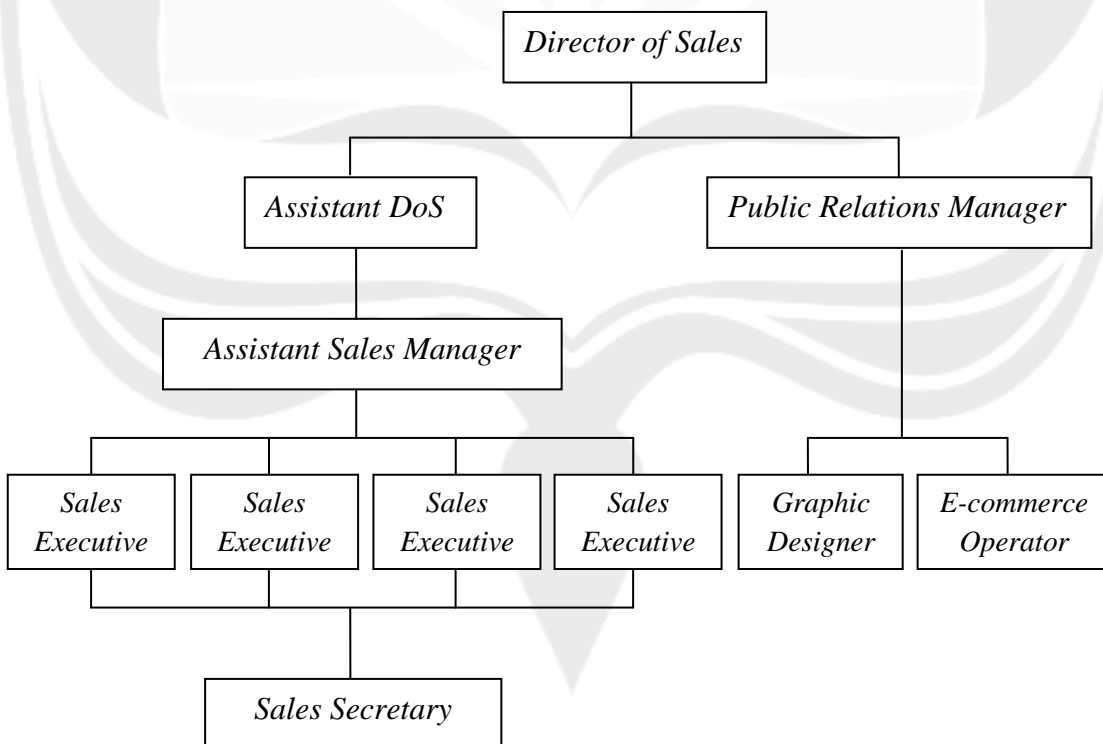 Director of Sales
Assistant DoS
Public Relations Manager
Assistant Sales Manager
Sales
Executive
Sales
Executive
Sales
Executive
Sales
Executive
Graphic
Designer
E-commerce
Operator
Sales Secretary